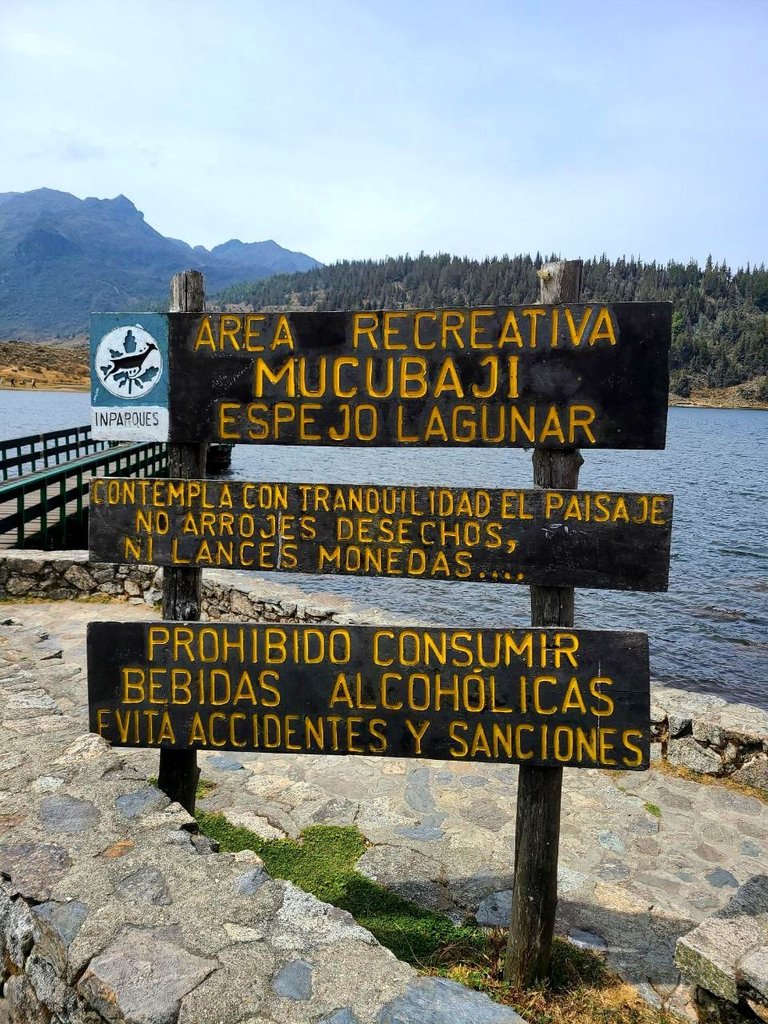 AREA RECREATIVA
MUCUBAJI
ESPEJO LAGUNAR
INPARQUES
CONTEMPLA CON TRANQUILIDAD EL PAISAJE
NO ARROJES DESECHOS,
NI LANCES MONEDAS....
PROHIBIDO CONSUMIR
BEBIDAS ALCOHÓLICAS
EVITA ACCIDENTES Y SANCIONES